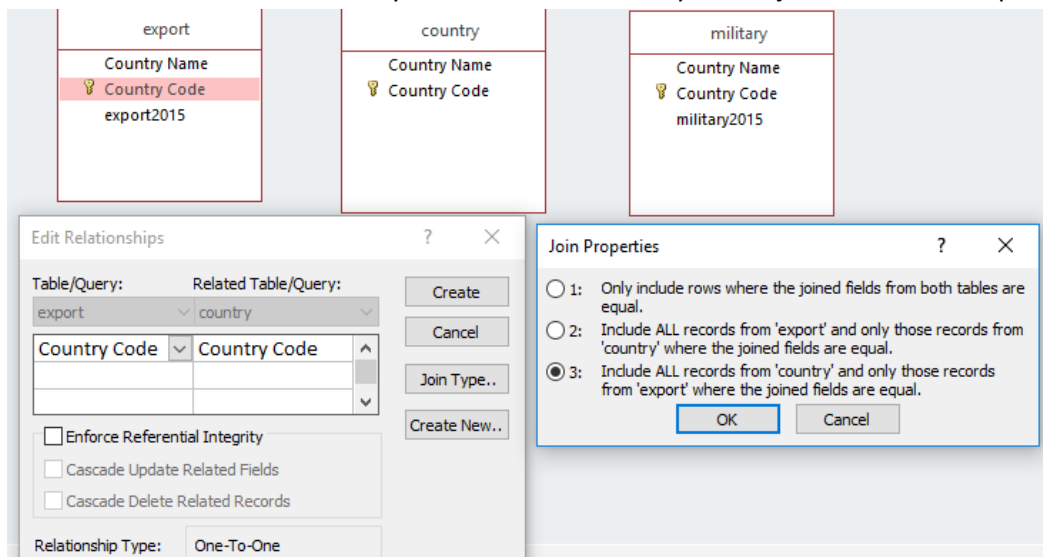 export
Country Name
Country Code
export2015
country
Country Name
Country Code
military
Country Name
Country Code
military2015
Edit Relationships
?
Table/Query:
Related Table/Query:
export
country
Country Code
Country Code
Enforce Referential Integrity
Cascade Update Related Fields
Cascade Delete Related Records
Relationship Type:
One-To-One
Create
Cancel
Join Type..
Create New..
Join Properties
?
1: Only include rows where the joined fields from both tables are
equal.
2: Include ALL records from 'export' and only those records from
'country' where the joined fields are equal.
3: Include ALL records from 'country' and only those records
from 'export' where the joined fields are equal.
OK
Cancel